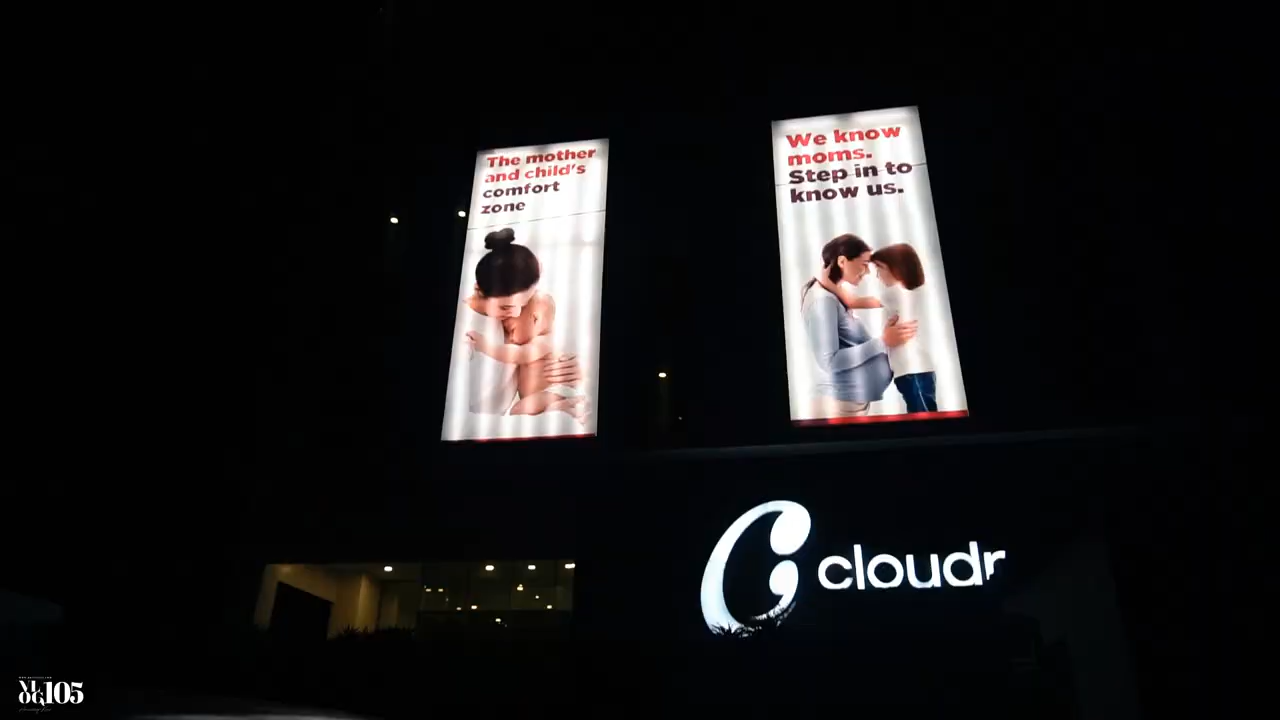 The mother
and child's
comfort
zone
We know
moms.
Step in to
know us.
cloudr
105